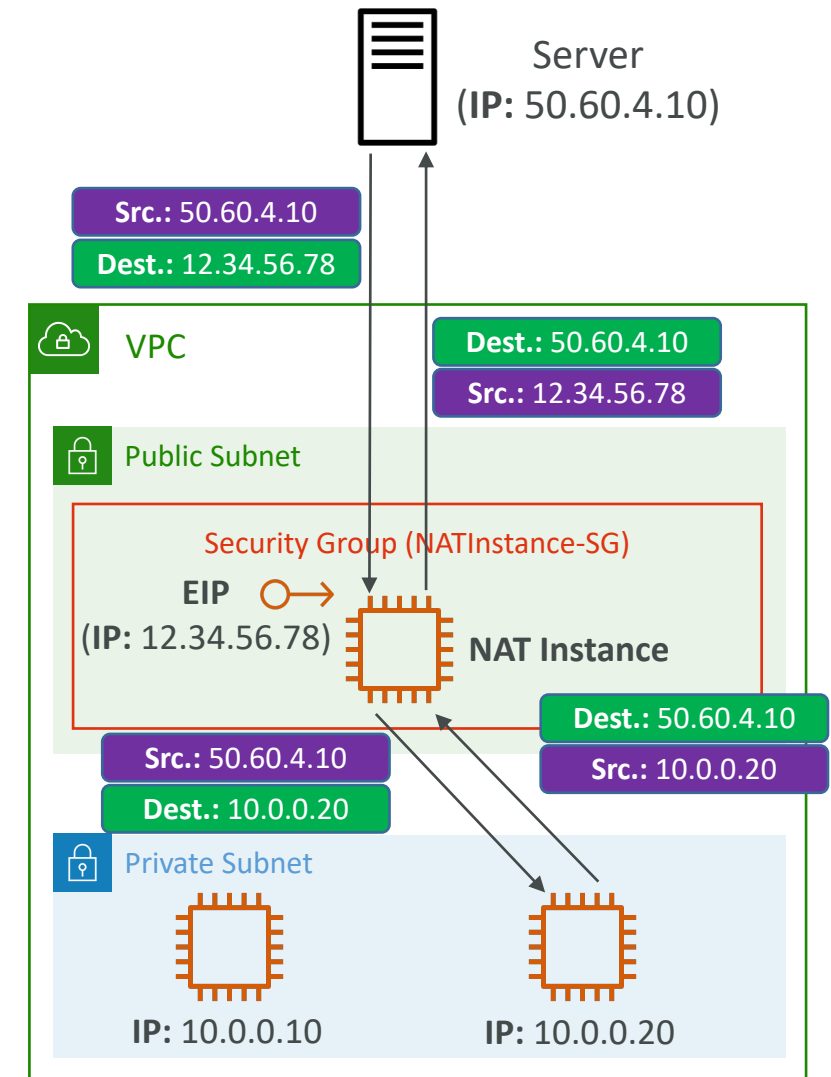 Server
(IP: 50.60.4.10)
Src.: 50.60.4.10
Dest.: 12.34.56.78
VPC
Dest.: 50.60.4.10
Src.: 12.34.56.78
Public Subnet
Security Group (NATInstance-SG)
EIP
(IP: 12.34.56.78)
NAT Instance
Dest.: 50.60.4.10
Src.: 10.0.0.20
Src.: 50.60.4.10
Dest.: 10.0.0.20
Private Subnet
IP: 10.0.0.10
IP: 10.0.0.20